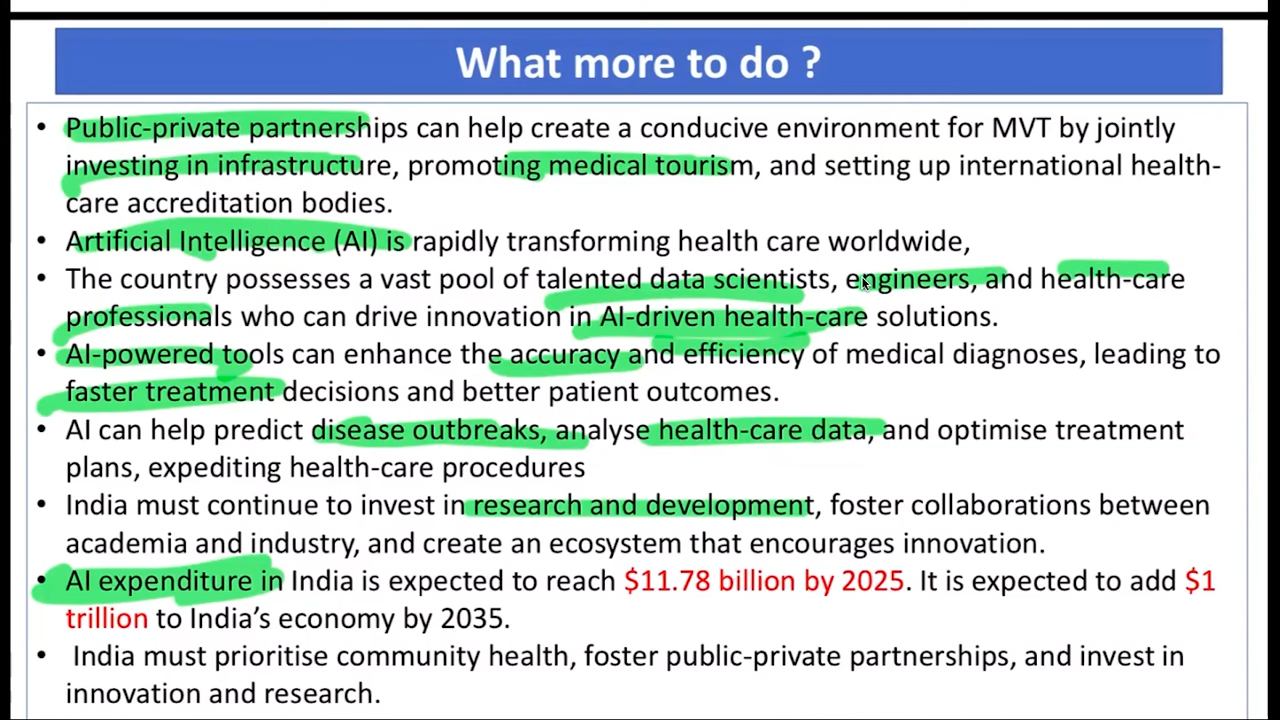 What more to do ?
• Public-private partnerships can help create a conducive environment for MVT by jointly
investing in infrastructure, promoting medical tourism, and setting up international health-
care accreditation bodies.
• Artificial Intelligence (AI) is rapidly transforming health care worldwide,
• The country possesses a vast pool of talented data scientists, engineers, and health-care
professionals who can drive innovation in AI-driven health-care solutions.
• AI-powered tools can enhance the accuracy and efficiency of medical diagnoses, leading to
faster treatment decisions and better patient outcomes.
• AI can help predict disease outbreaks, analyse health-care data, and optimise treatment
plans, expediting health-care procedures
• India must continue to invest in research and development, foster collaborations between
academia and industry, and create an ecosystem that encourages innovation.
• AI expenditure in India is expected to reach $11.78 billion by 2025. It is expected to add $1
trillion to India’s economy by 2035.
• India must prioritise community health, foster public-private partnerships, and invest in
innovation and research.